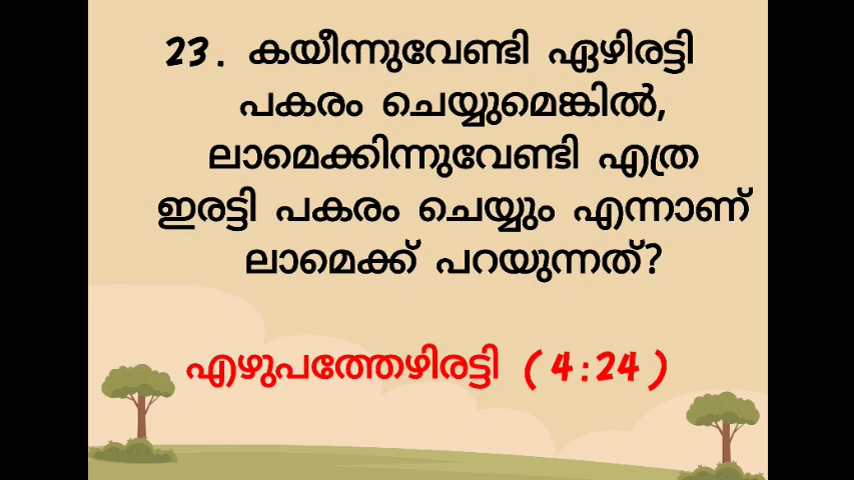 23. കയീന്നുവേണ്ടി ഏഴിരട്ടി
പകരം ചെയ്യുമെങ്കിൽ,
ലാമെക്കിന്നുവേണ്ടി എത്ര
ഇരട്ടി പകരം ചെയ്യും എന്നാണ്
ലാമെക്ക് പറയുന്നത്?
എഴുപത്തേഴിരട്ടി (4:24)